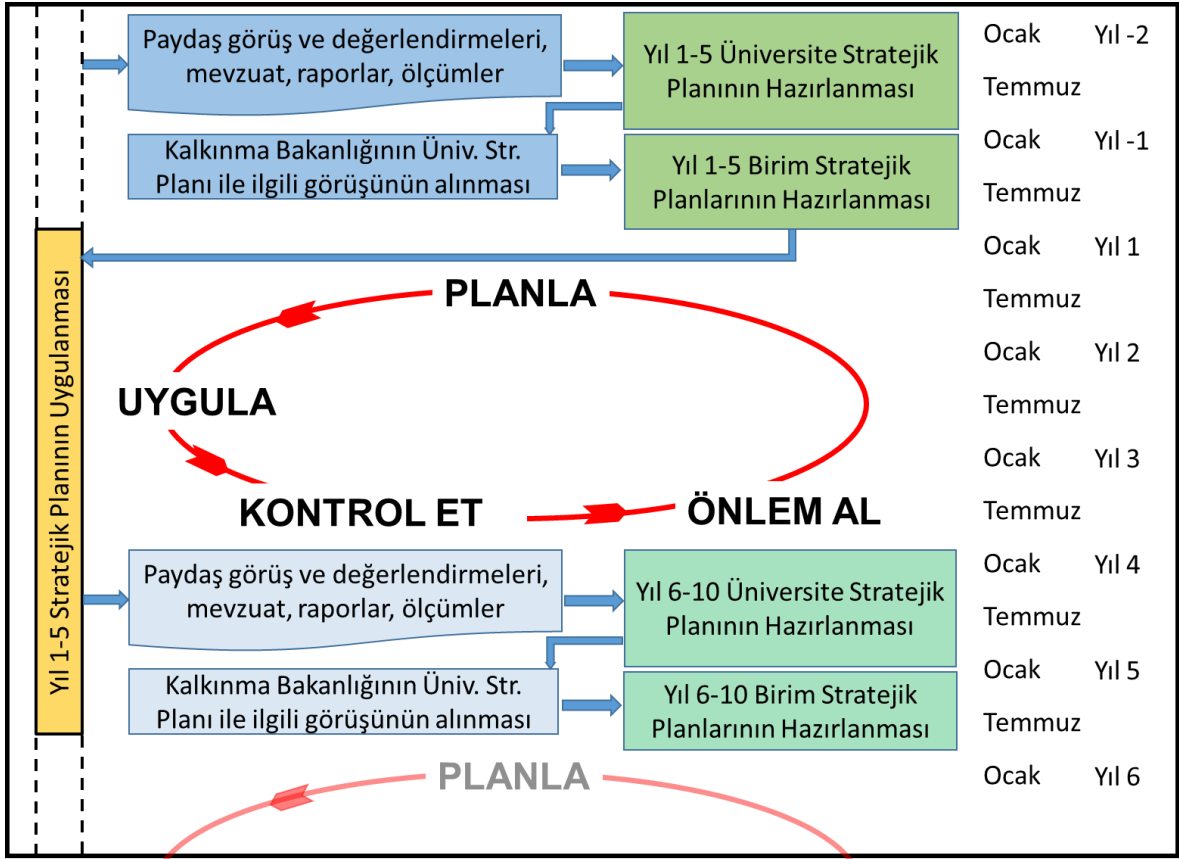 Paydaş görüş ve değerlendirmeleri,
mevzuat, raporlar, ölçümler
Yıl 1-5 Üniversite Stratejik
Planının Hazırlanması
Kalkınma Bakanlığının Üniv. Str.
Planı ile ilgili görüşünün alınması
Yıl 1-5 Birim Stratejik
Planlarının Hazırlanması
Yıl 1-5 Stratejik Planının Uygulanması
PLANLA
UYGULA
KONTROL ET
ÖNLEM AL
Paydaş görüş ve değerlendirmeleri,
mevzuat, raporlar, ölçümler
Yıl 6-10 Üniversite Stratejik
Planının Hazırlanması
Kalkınma Bakanlığının Üniv. Str.
Planı ile ilgili görüşünün alınması
Yıl 6-10 Birim Stratejik
Planlarının Hazırlanması
PLANLA
Ocak Yıl -2
Temmuz
Ocak Yıl -1
Temmuz
Ocak Yıl 1
Temmuz
Ocak Yıl 2
Temmuz
Ocak Yıl 3
Temmuz
Ocak Yıl 4
Temmuz
Ocak Yıl 5
Temmuz
Ocak Yıl 6